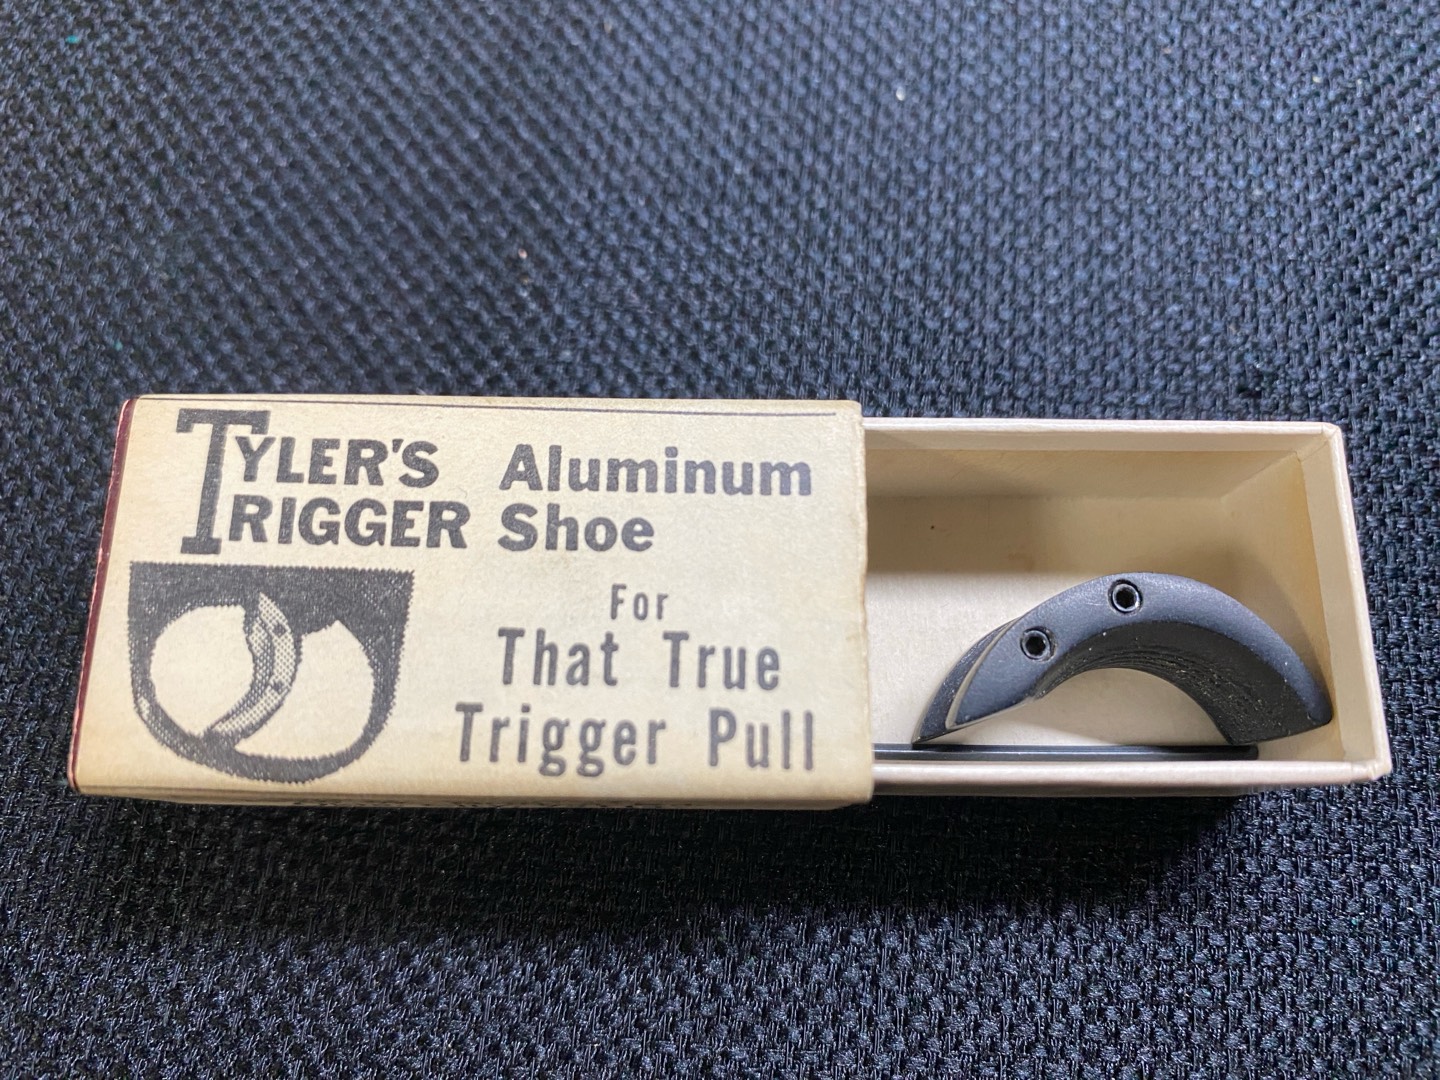 TYLER'S Aluminum
TRIGGER Shoe
For
That True
Trigger Pull